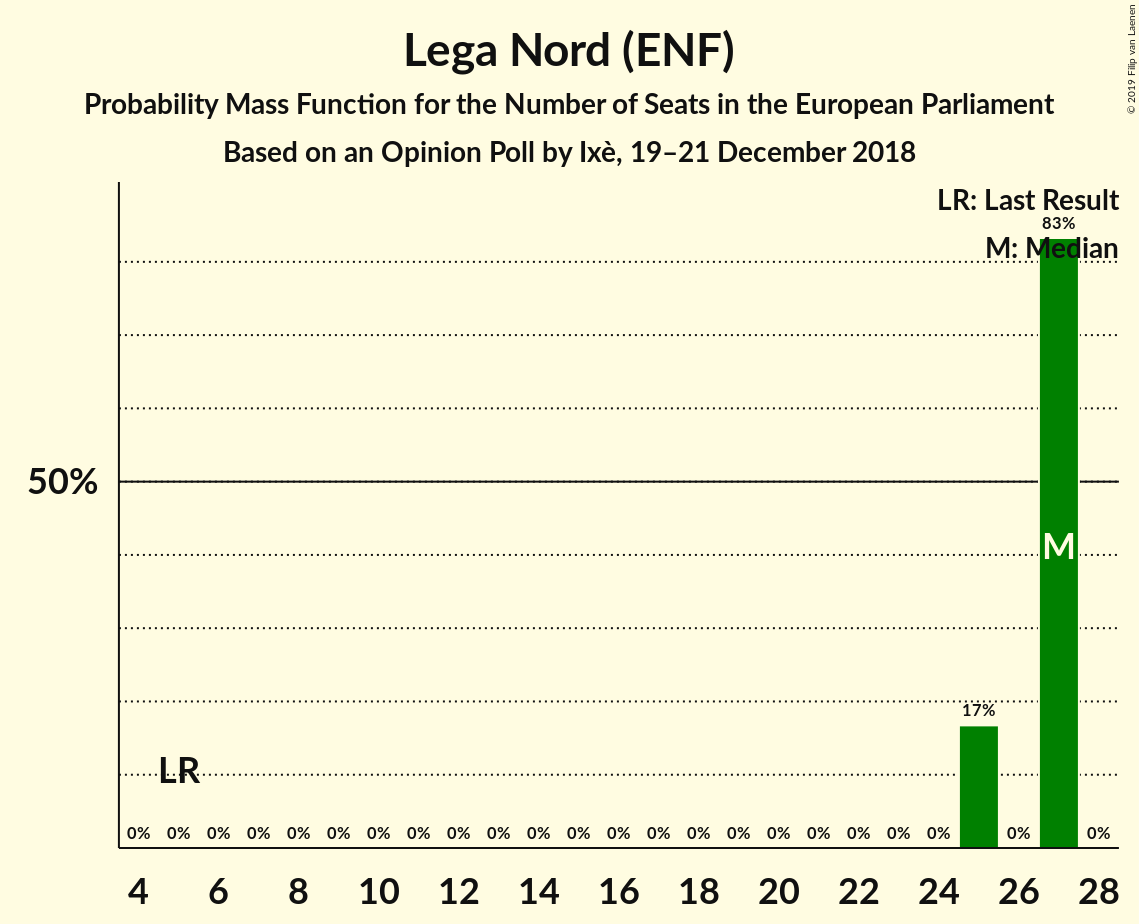 Lega Nord (ENF)
Probability Mass Function for the Number of Seats in the European Parliament
Based on an Opinion Poll by Ixè, 19–21 December 2018
© 2019 Filip van Laenen
LR: Last Result
83%
M: Median
50%
M
17%
LR
0% 0% 0% 0% 0% 0% 0% 0% 0% 0% 0% 0% 0% 0% 0% 0% 0% 0% 0% 0% 0% 0% 0%
4 6 8 10 12 14 16 18 20 22 24 26 28